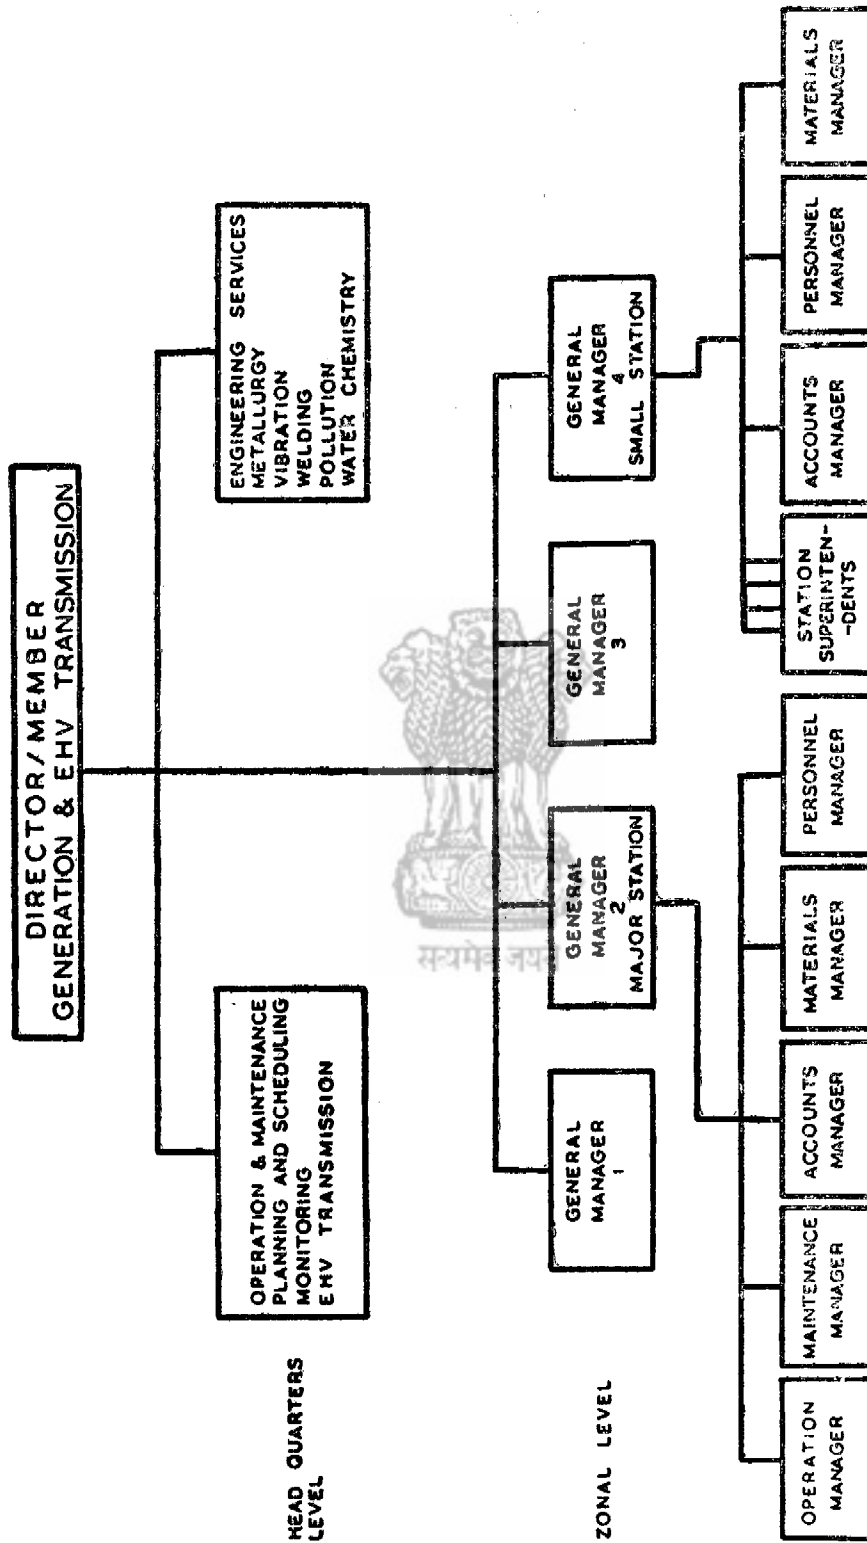 DIRECTOR/MEMBER
GENERATION & EHV TRANSMISSION
HEAD QUARTERS
LEVEL
OPERATION & MAINTENANCE
PLANNING AND SCHEDULING
MONITORING
EHV TRANSMISSION
ENGINEERING SERVICES
METALLURGY
VIBRATION
WELDING
POLLUTION
WATER CHEMISTRY
ZONAL LEVEL
GENERAL
MANAGER
1
GENERAL
MANAGER
2
MAJOR STATION
GENERAL
MANAGER
3
GENERAL
MANAGER
4
SMALL STATION
सत्यमेव जयते
OPERATION
MANAGER
MAINTENANCE
MANAGER
ACCOUNTS
MANAGER
MATERIALS
MANAGER
PERSONNEL
MANAGER
STATION
SUPERINTEN-
-DENTS
ACCOUNTS
MANAGER
PERSONNEL
MANAGER
MATERIALS
MANAGER